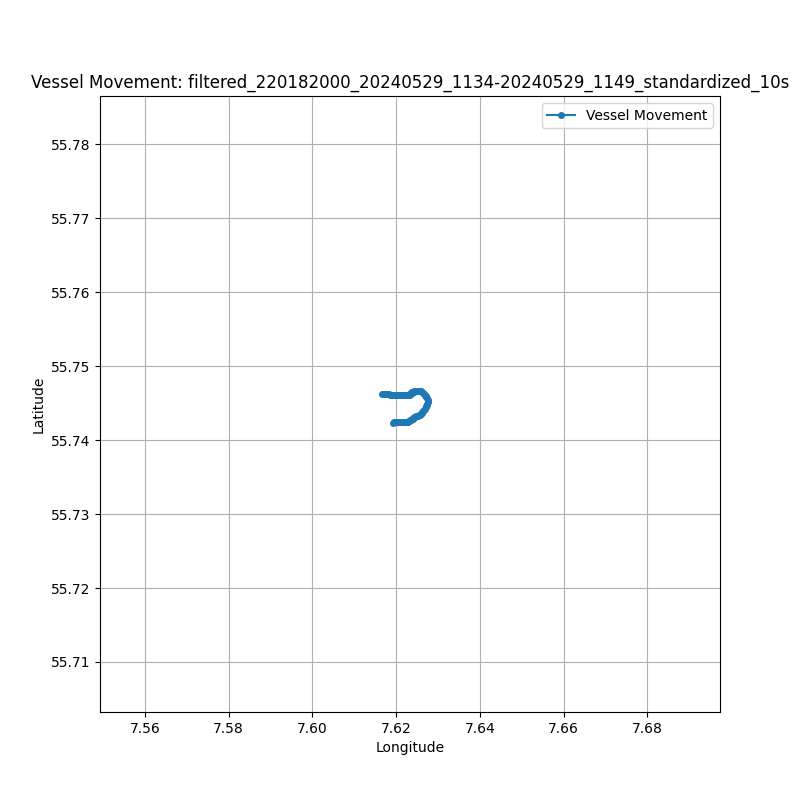 Vessel Movement: filtered_220182000_20240529_1134-20240529_1149_standardized_10s
Vessel Movement
55.78
55.77
55.76
55.75
55.74
55.73
55.72
55.71
Latitude
7.56 7.58 7.60 7.62 7.64 7.66 7.68
Longitude